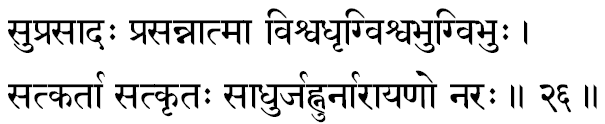 सुप्रसादः प्रसन्नात्मा विश्वधृग्विश्वभुग्विभुः ।
सत्कर्ता सत्कृतः साधुर्जह्नुर्नारायणो नरः ॥ २६ ॥